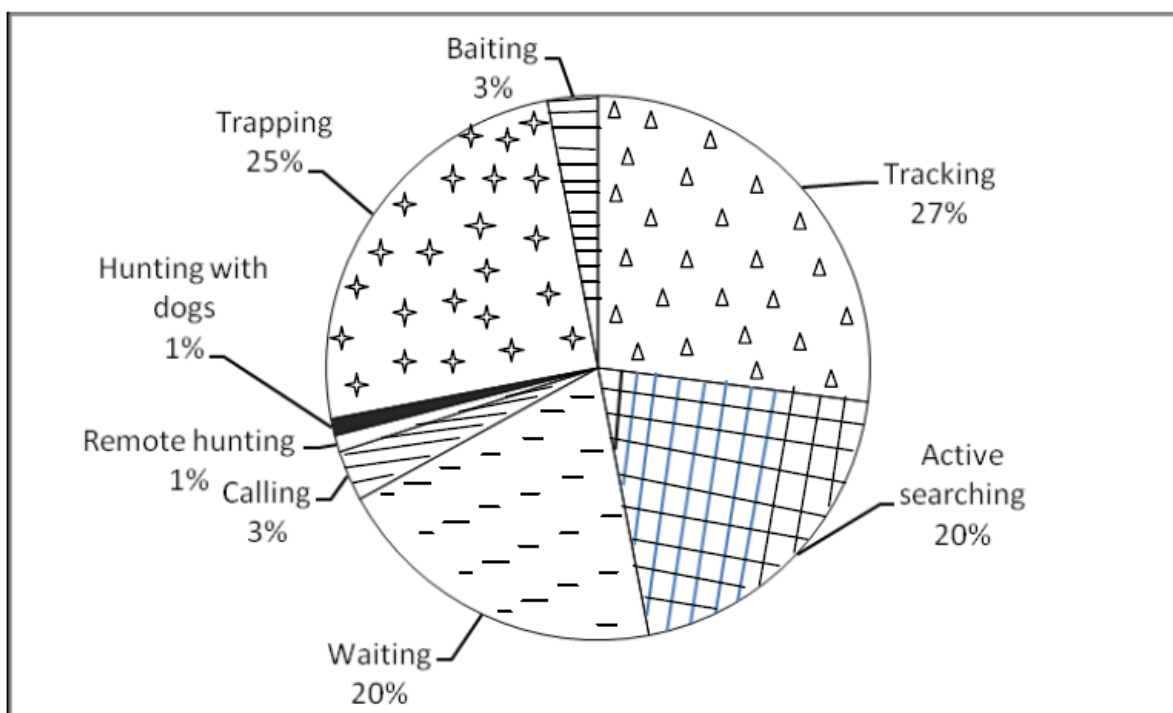 Baiting
3%
Tracking
27%
Active
searching
20%
Waiting
20%
Calling
3%
Remote hunting
1%
Hunting with
dogs
1%
Trapping
25%